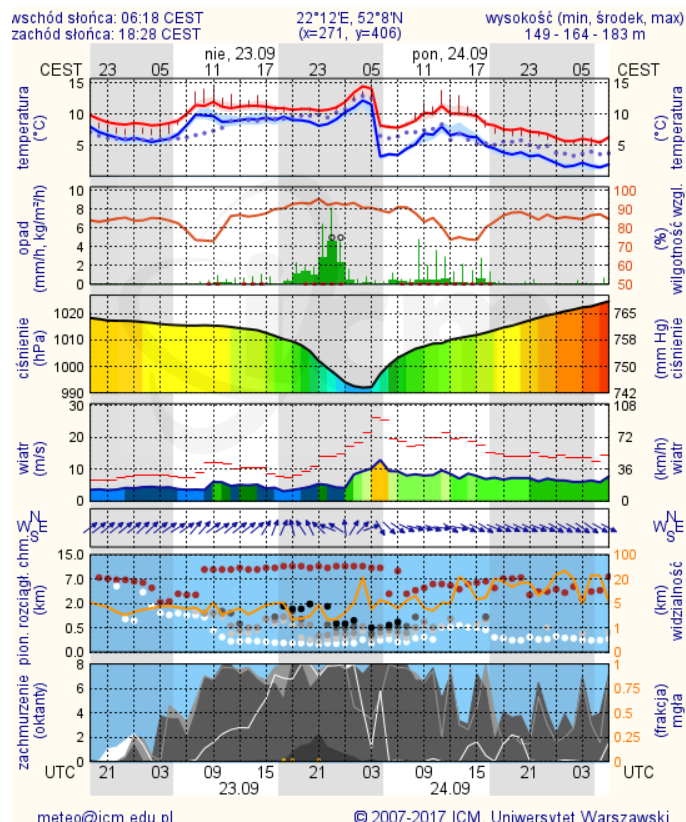 wschód słońca: 06:18 CEST 22°12'E, 52°8'N wysokość (min, środek, max)
zachód słońca: 18:28 CEST (x=271, y=406) 149 - 164 - 183 m
nie, 23.09 pon, 24.09
CEST 23 05 11 17 23 05 11 17 23 05 CEST
temperatura
(°C)
15
10
5
15
10
5
(°C)
temperatura
opad
(mm/h, kg/m²/h)
10
8
6
4
2
0
100
90
80
70
60
50
(%)
wilgotność wzgl.
ciśnienie
(hPa)
1020
1010
1000
990
765
758
750
742
(mm Hg)
ciśnienie
wiatr
(m/s)
30
20
10
0
108
72
36
0
(km/h)
wiatr
N
W E
S
N
W E
S
pion. rozciągł. chm.
(km)
15.0
7.0
2.0
0.5
0.0
100
20
5
1
0
(km)
widzialność
zachmurzenie
(oktanty)
8
6
4
2
0
1
0.75
0.5
0.25
0
(frakcja)
mgła
UTC 21 03 09 15 21 03 09 15 21 03 UTC
23.09 24.09
meteo@icm.edu.pl © 2007-2017 ICM, Uniwersytet Warszawski